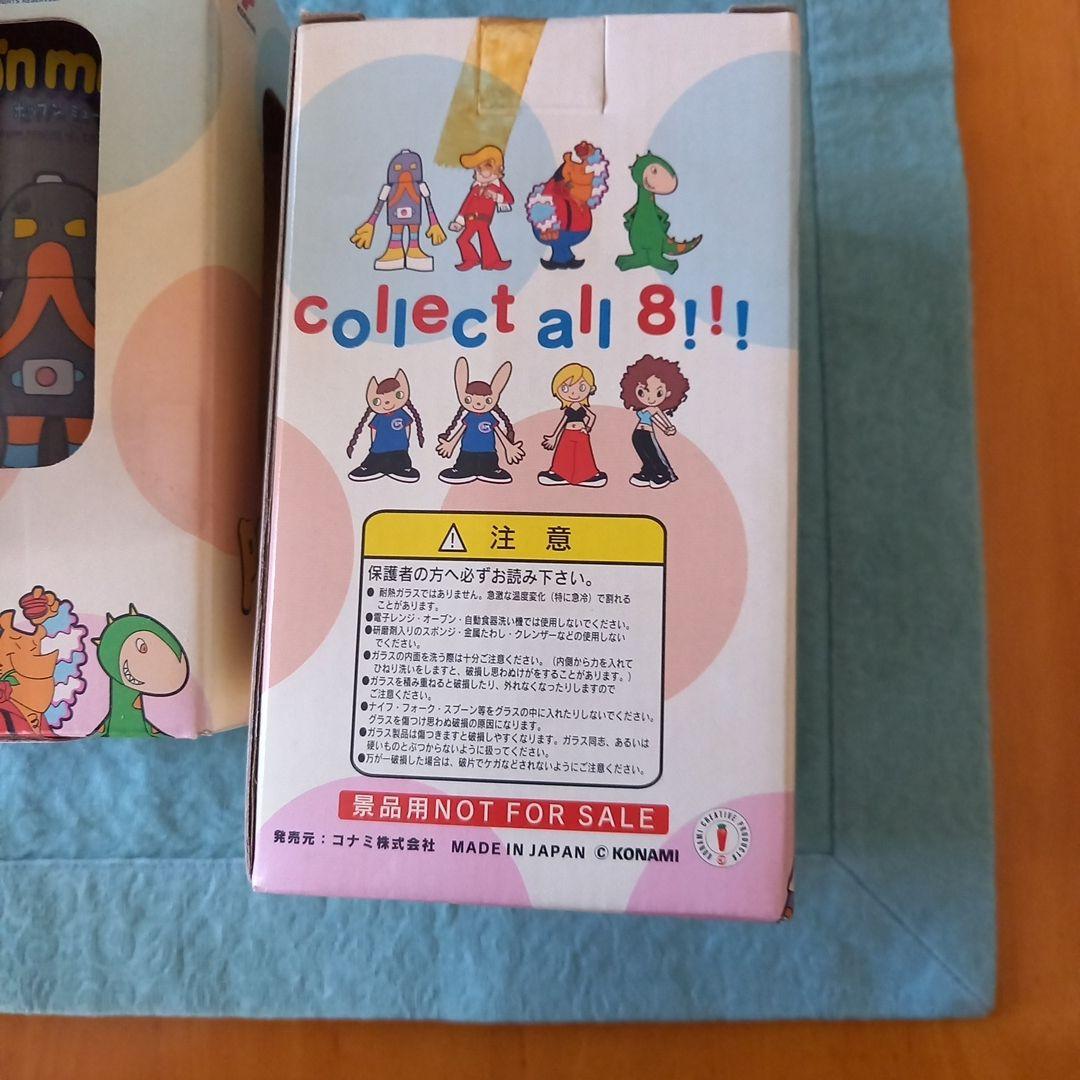 'n m
ポップン ミュー
collect all 8!!!
⚠ 注 意
保護者の方へ必ずお読み下さい。
● 耐熱ガラスではありません。急激な温度変化（特に急冷）で割れる
ことがあります。
●電子レンジ・オーブン・自動食器洗い機では使用しないでください。
●研磨剤入りのスポンジ・金属たわし・クレンザーなどの使用しない
でください。
●ガラスの内面を洗う際は十分ご注意ください。（内側から力を入れて
ひねり洗いをしますと、破損し思わぬけがをすることがあります。）
●ガラスを積み重ねると破損したり、外れなくなったりしますので
ご注意ください。
●ナイフ・フォーク・スプーン等をグラスの中に入れたりしないでください。
グラスを傷つけ思わぬ破損の原因になります。
●ガラス製品は傷つきますと破損しやすくなります。ガラス同志、あるいは
硬いものとぶつからないように扱ってください。
●万が一破損した場合は、破片でケガなどされないようにご注意ください。
景品用NOT FOR SALE
発売元：コナミ株式会社 MADE IN JAPAN © KONAMI
KONAMI CREATIVE PRODUCTS